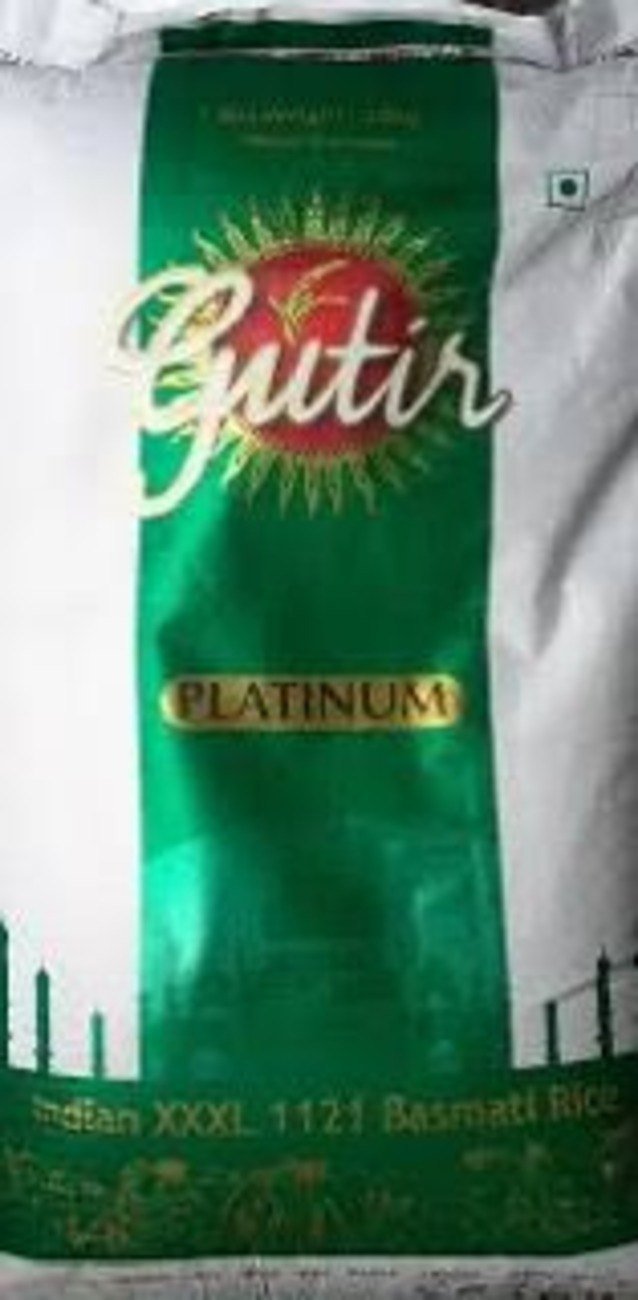 Gutir
PLATINUM
Indian XXXL 1121 Basmati Rice